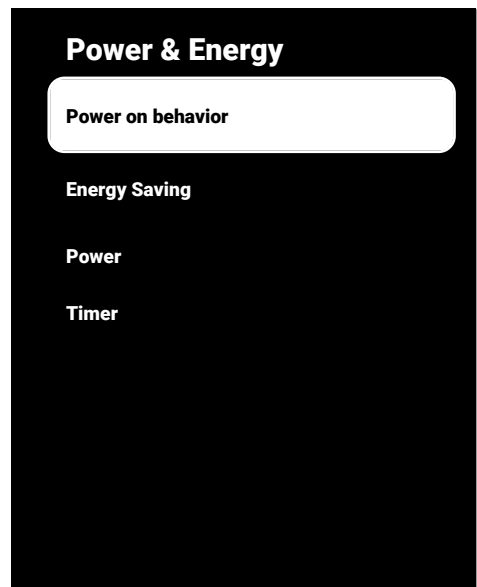 Power & Energy
Power on behavior
Energy Saving
Power
Timer